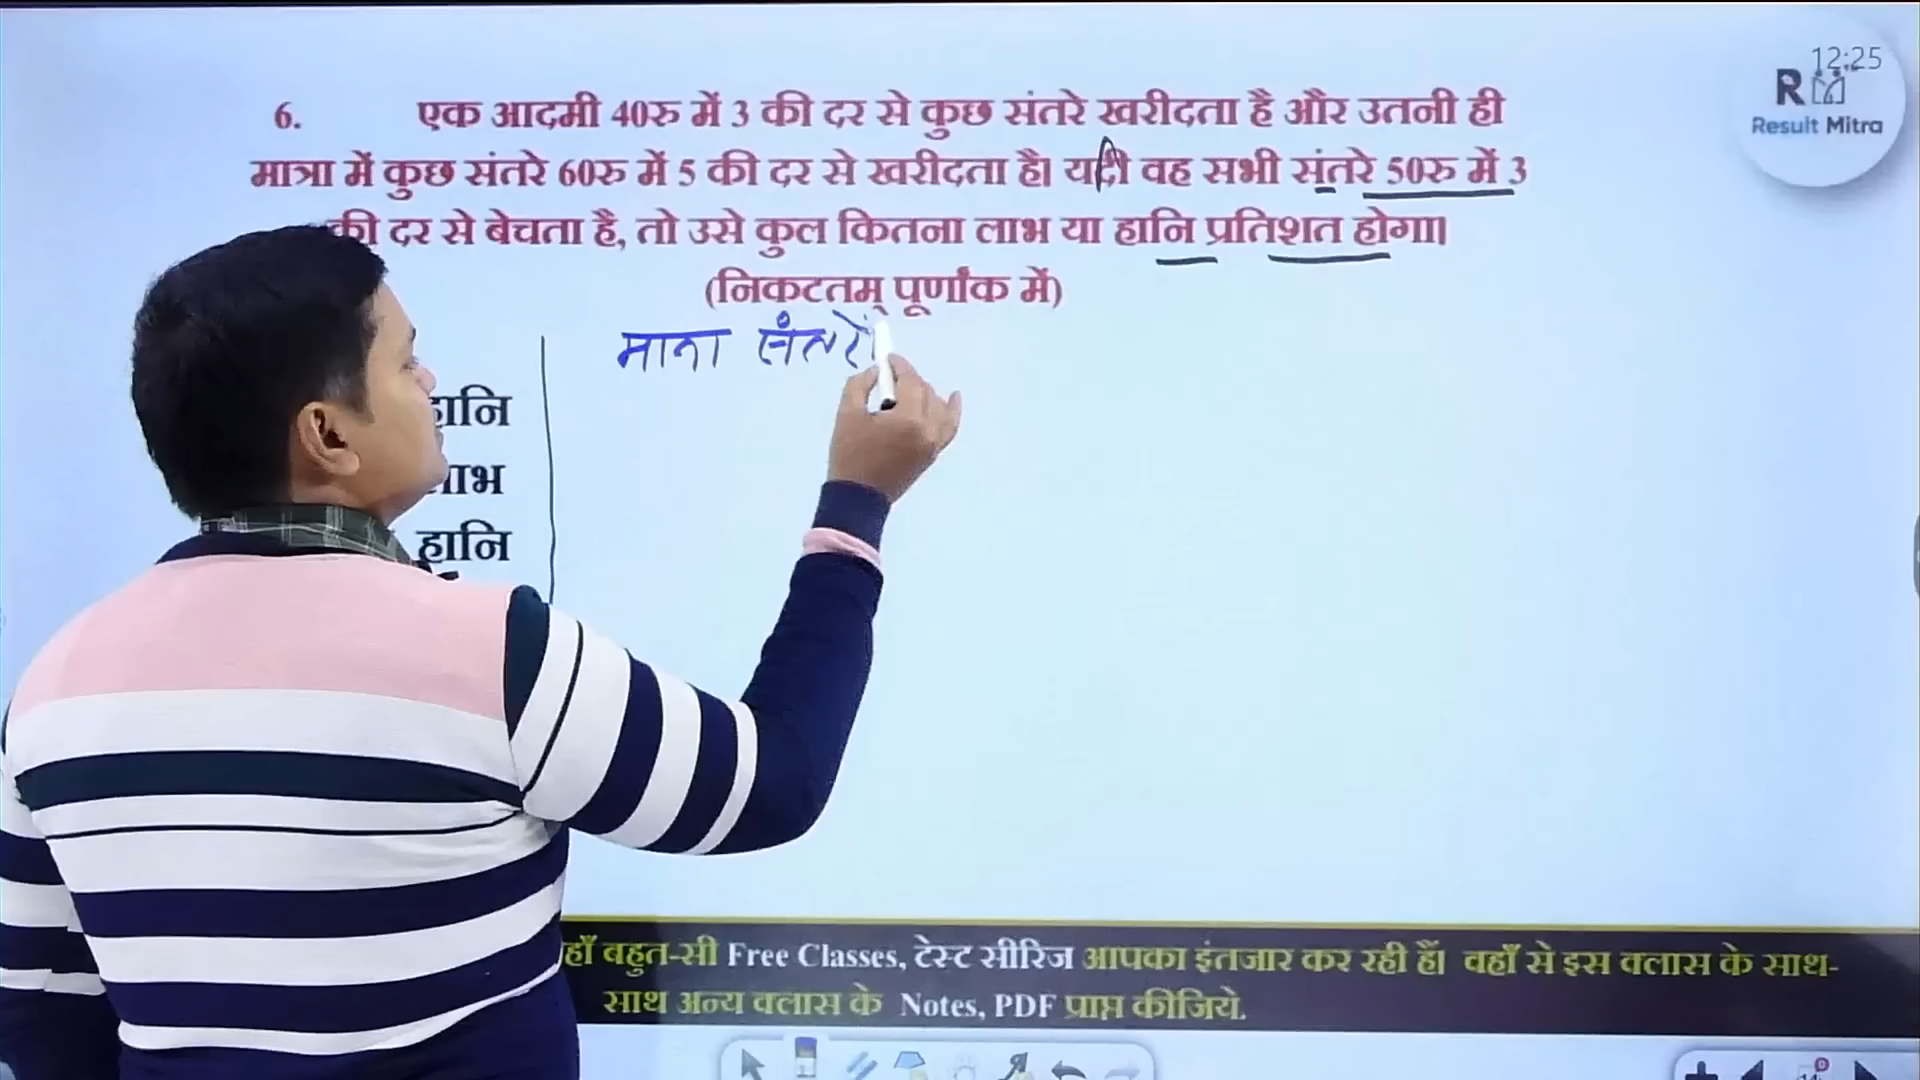 12:25
R
Result Mitra
6. एक आदमी 40रु में 3 की दर से कुछ संतरे खरीदता है और उतनी ही
मात्रा में कुछ संतरे 60रु में 5 की दर से खरीदता है। यदी वह सभी संतरे 50रु में 3
की दर से बेचता है, तो उसे कुल कितना लाभ या हानि प्रतिशत होगा।
(निकटतम् पूर्णांक में)
माना संतरे
हानि
लाभ
हानि
बहुत-सी Free Classes, टेस्ट सीरिज आपका इंतजार कर रही हैं। वहाँ से इस क्लास के साथ-
साथ अन्य क्लास के Notes, PDF प्राप्त कीजिये.